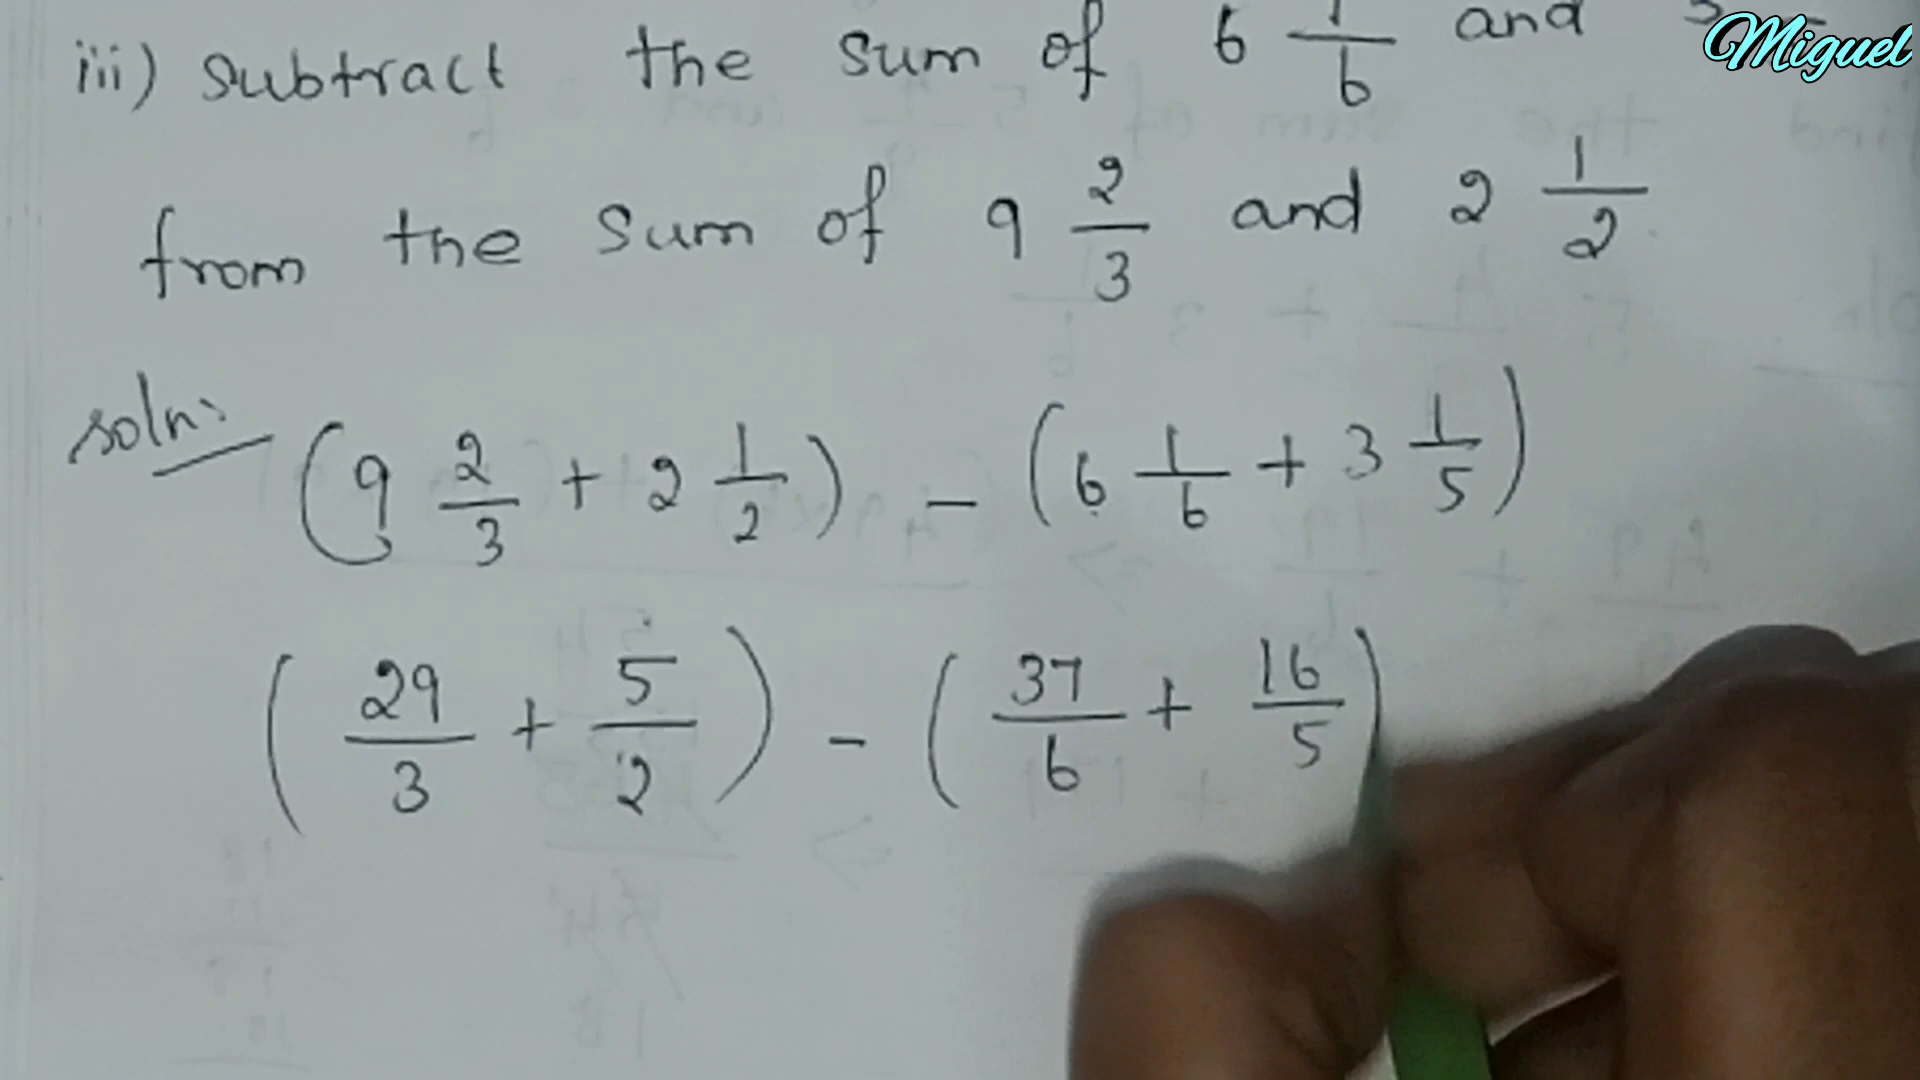 iii) subtract the sum of 6 1/6 and 3
Miguel
from the sum of 9 2/3 and 2 1/2
soln:
(9 2/3 + 2 1/2) - (6 1/6 + 3 1/5)
(29/3 + 5/2) - (37/6 + 16/5)